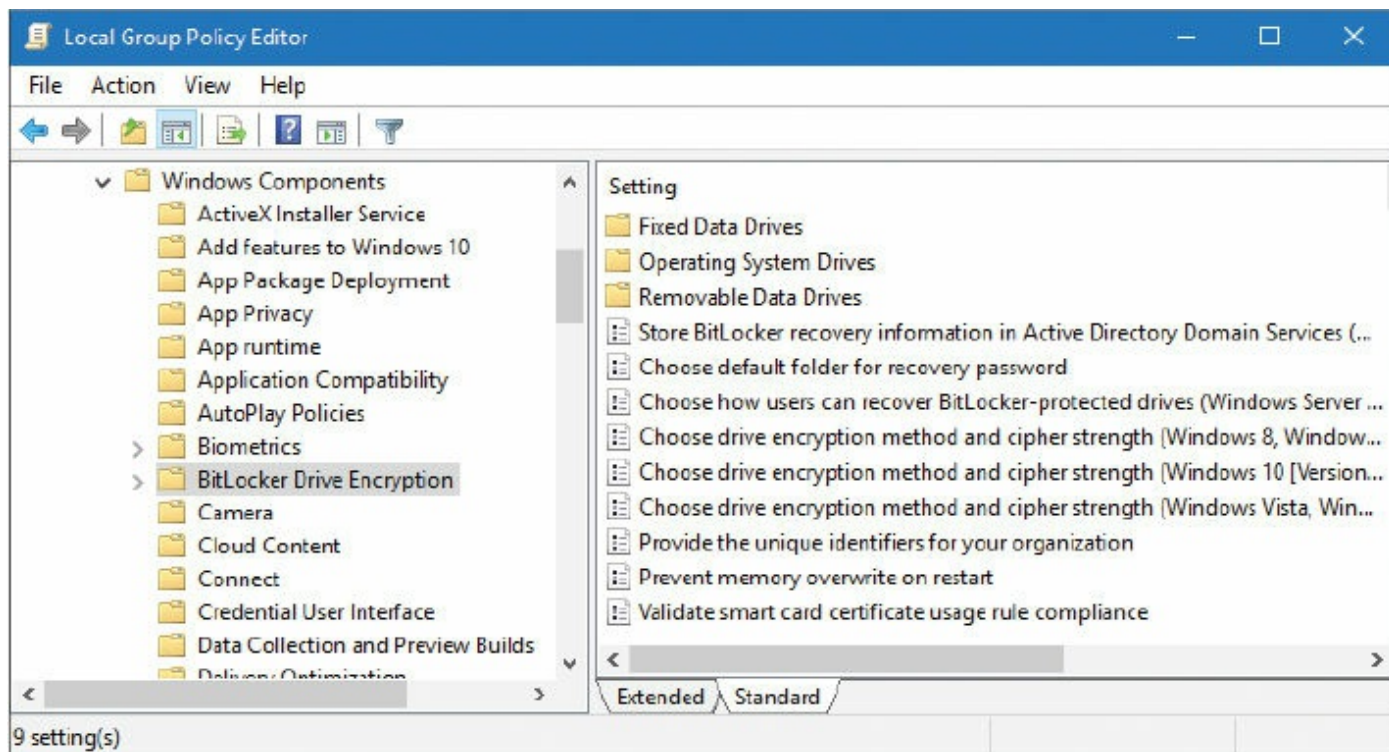 Local Group Policy Editor
File Action View Help
Windows Components
ActiveX Installer Service
Add features to Windows 10
App Package Deployment
App Privacy
App runtime
Application Compatibility
AutoPlay Policies
Biometrics
BitLocker Drive Encryption
Camera
Cloud Content
Connect
Credential User Interface
Data Collection and Preview Builds
Delivery Optimization
Setting
Fixed Data Drives
Operating System Drives
Removable Data Drives
Store BitLocker recovery information in Active Directory Domain Services (...
Choose default folder for recovery password
Choose how users can recover BitLocker-protected drives (Windows Server ...
Choose drive encryption method and cipher strength (Windows 8, Window...
Choose drive encryption method and cipher strength (Windows 10 [Version...
Choose drive encryption method and cipher strength (Windows Vista, Win...
Provide the unique identifiers for your organization
Prevent memory overwrite on restart
Validate smart card certificate usage rule compliance
Extended Standard
9 setting(s)